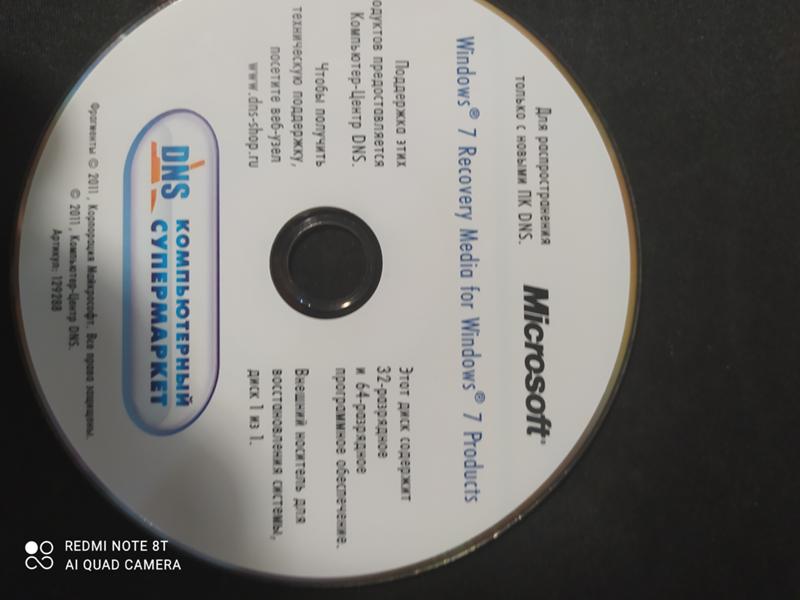 Для распространения
только с новыми ПК DNS.
Microsoft®
Windows® 7 Recovery Media for Windows® 7 Products
Поддержка этих
одуктов предоставляется
Компьютер-Центр DNS.
Чтобы получить
техническую поддержку,
посетите веб-узел
www.dns-shop.ru
Этот диск содержит
32-разрядное
и 64-разрядное
программное обеспечение.
Внешний носитель для
восстановления системы,
диск 1 из 1.
DNS КОМПЬЮТЕРНЫЙ
СУПЕРМАРКЕТ
Фрагменты © 2011, Корпорация Майкрософт. Все права защищены.
© 2011, Компьютер-Центр DNS.
Артикул: 129288
REDMI NOTE 8T
AI QUAD CAMERA